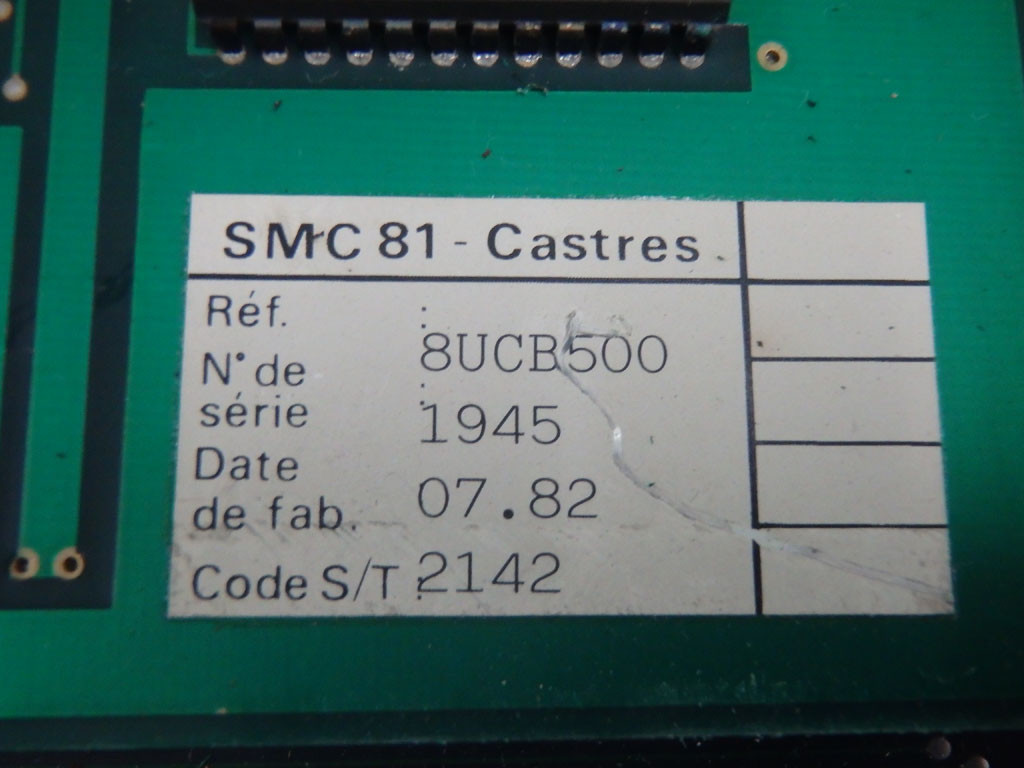 SMC 81 - Castres
Réf. : 8UCB500
N° de
série : 1945
Date
de fab. 07.82
Code S/T : 2142